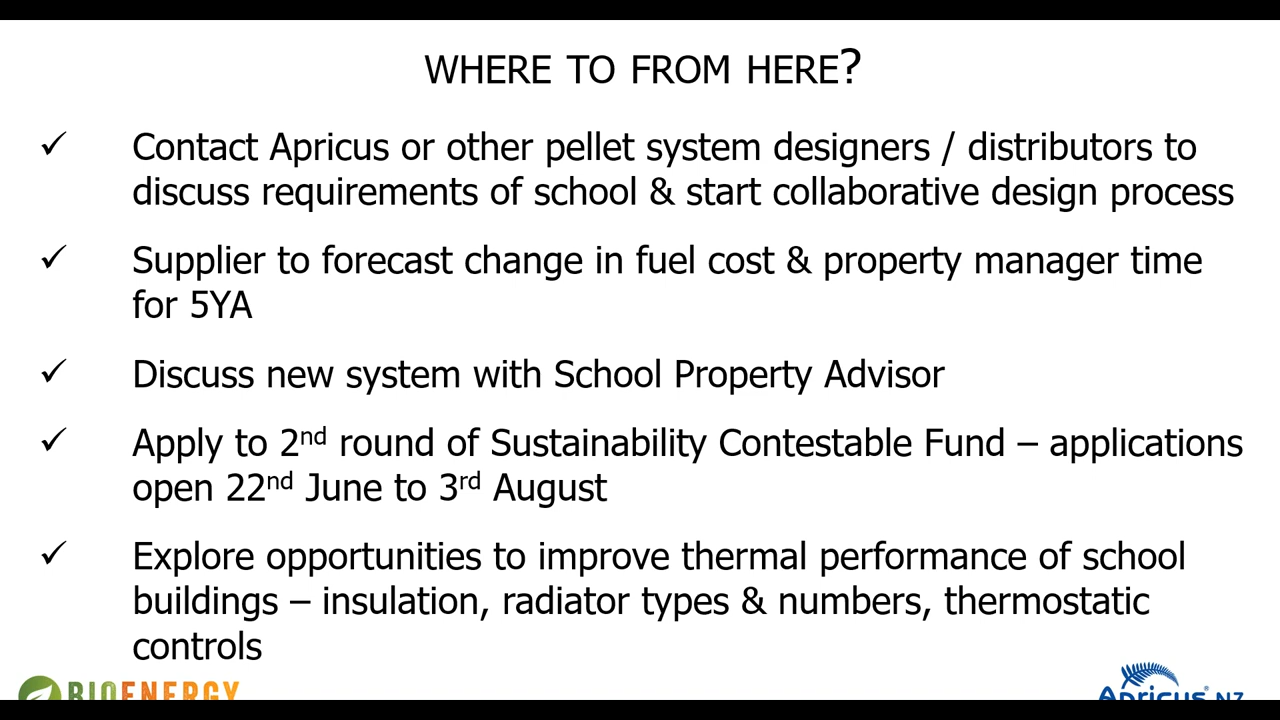 WHERE TO FROM HERE?
✓ Contact Apricus or other pellet system designers / distributors to
discuss requirements of school & start collaborative design process
✓ Supplier to forecast change in fuel cost & property manager time
for 5YA
✓ Discuss new system with School Property Advisor
✓ Apply to 2nd round of Sustainability Contestable Fund – applications
open 22nd June to 3rd August
✓ Explore opportunities to improve thermal performance of school
buildings – insulation, radiator types & numbers, thermostatic
controls
BIOENERGY
Apricus® NZ